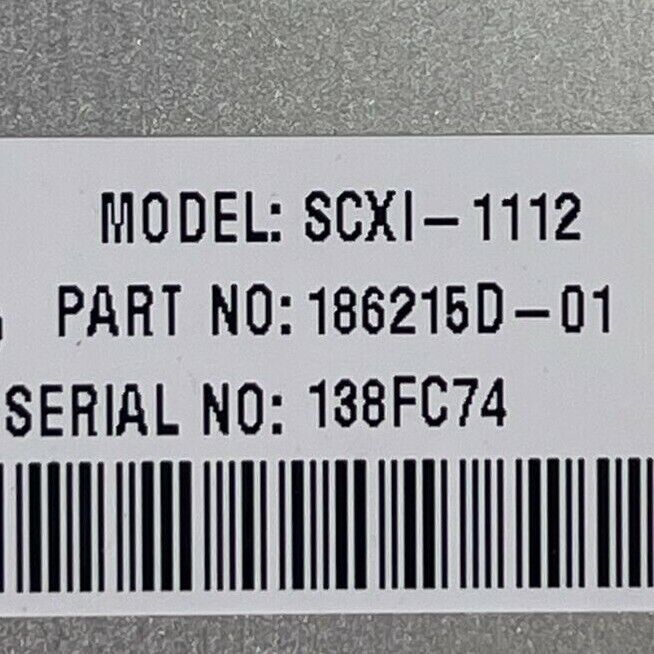 MODEL: SCXI-1112
PART NO: 186215D-01
SERIAL NO: 138FC74